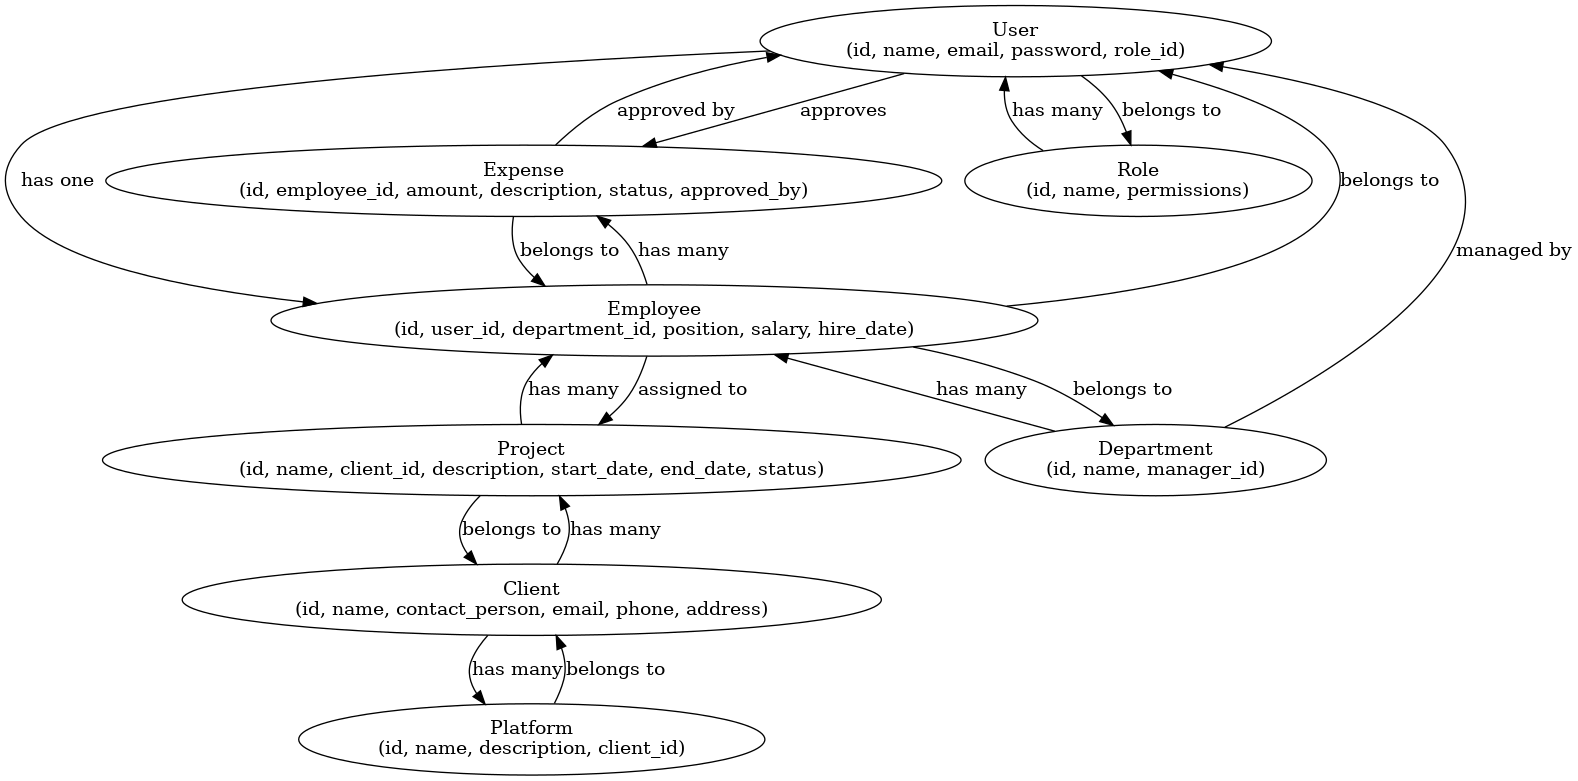 User
(id, name, email, password, role_id)
approved by
approves
has many
belongs to
has one
Expense
(id, employee_id, amount, description, status, approved_by)
Role
(id, name, permissions)
belongs to
belongs to
has many
managed by
Employee
(id, user_id, department_id, position, salary, hire_date)
has many
assigned to
has many
belongs to
Project
(id, name, client_id, description, start_date, end_date, status)
Department
(id, name, manager_id)
belongs to
has many
Client
(id, name, contact_person, email, phone, address)
has many
belongs to
Platform
(id, name, description, client_id)